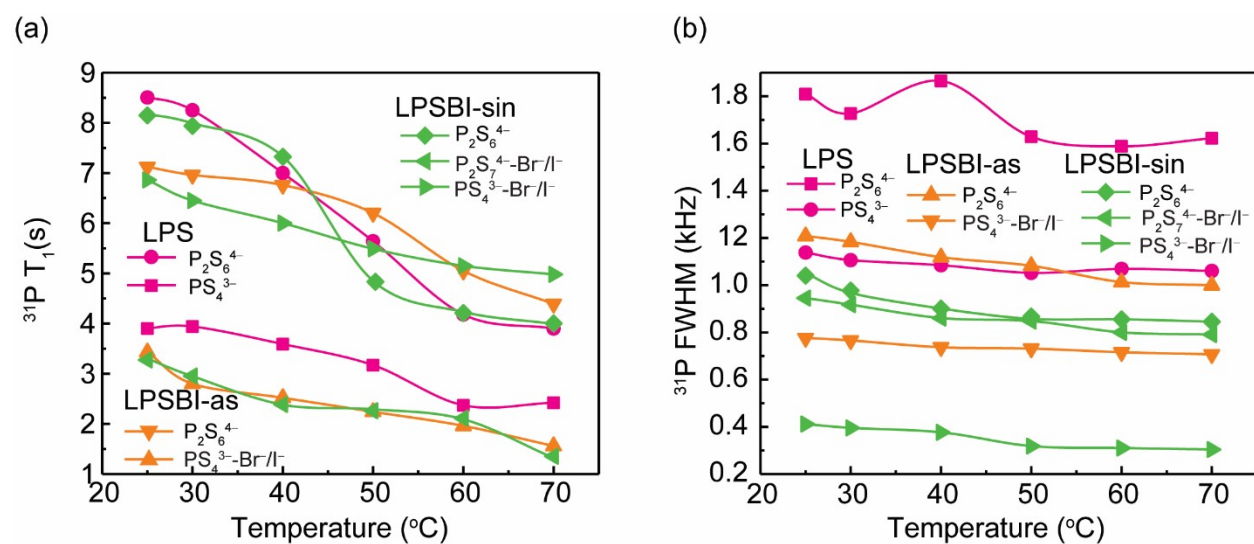 (a)
9
8
7
6
5
4
3
2
1
³¹P T₁(s)
LPSBI-sin
P₂S₆⁴⁻
P₂S₇⁴⁻-Br⁻/I⁻
PS₄³⁻-Br⁻/I⁻
LPS
P₂S₆⁴⁻
PS₄³⁻
LPSBI-as
P₂S₆⁴⁻
PS₄³⁻-Br⁻/I⁻
20 30 40 50 60 70
Temperature (°C)
(b)
1.8
1.6
1.4
1.2
1.0
0.8
0.6
0.4
0.2
³¹P FWHM (kHz)
LPS
P₂S₆⁴⁻
PS₄³⁻
LPSBI-as
P₂S₆⁴⁻
PS₄³⁻-Br⁻/I⁻
LPSBI-sin
P₂S₆⁴⁻
P₂S₇⁴⁻-Br⁻/I⁻
PS₄³⁻-Br⁻/I⁻
20 30 40 50 60 70
Temperature (°C)